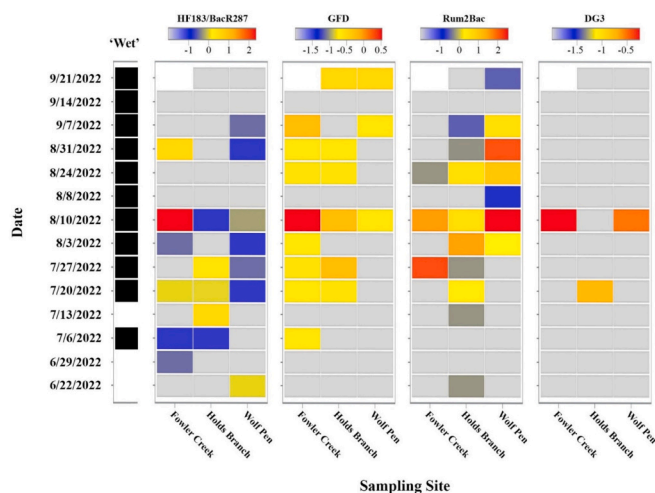 HF183/BacR287
GFD
Rum2Bac
DG3
-1 0 1 2
-1.5 -1 -0.5 0 0.5
-1 0 1 2
-1.5 -1 -0.5
'Wet'
9/21/2022
9/14/2022
9/7/2022
8/31/2022
8/24/2022
8/8/2022
8/10/2022
8/3/2022
7/27/2022
7/20/2022
7/13/2022
7/6/2022
6/29/2022
6/22/2022
Date
Fowler Creek
Holds Branch
Wolf Pen
Fowler Creek
Holds Branch
Wolf Pen
Fowler Creek
Holds Branch
Wolf Pen
Fowler Creek
Holds Branch
Wolf Pen
Sampling Site